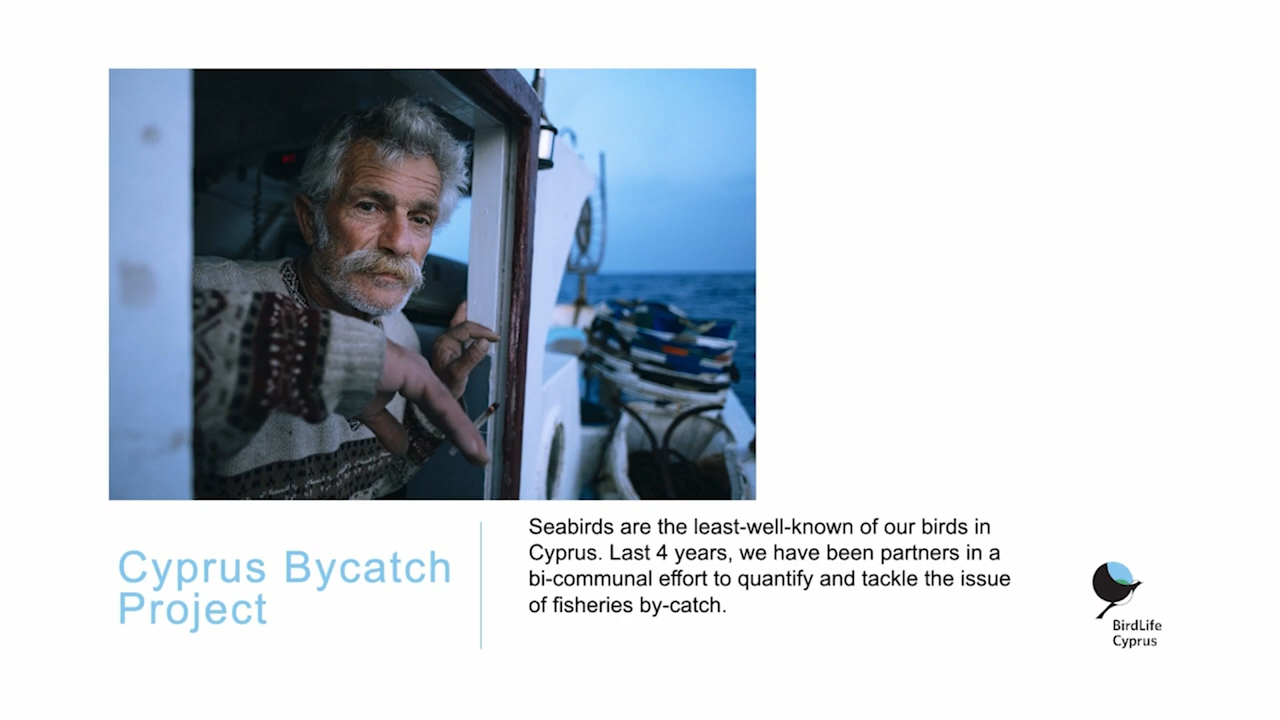 Cyprus Bycatch
Project
Seabirds are the least-well-known of our birds in
Cyprus. Last 4 years, we have been partners in a
bi-communal effort to quantify and tackle the issue
of fisheries by-catch.
BirdLife
Cyprus